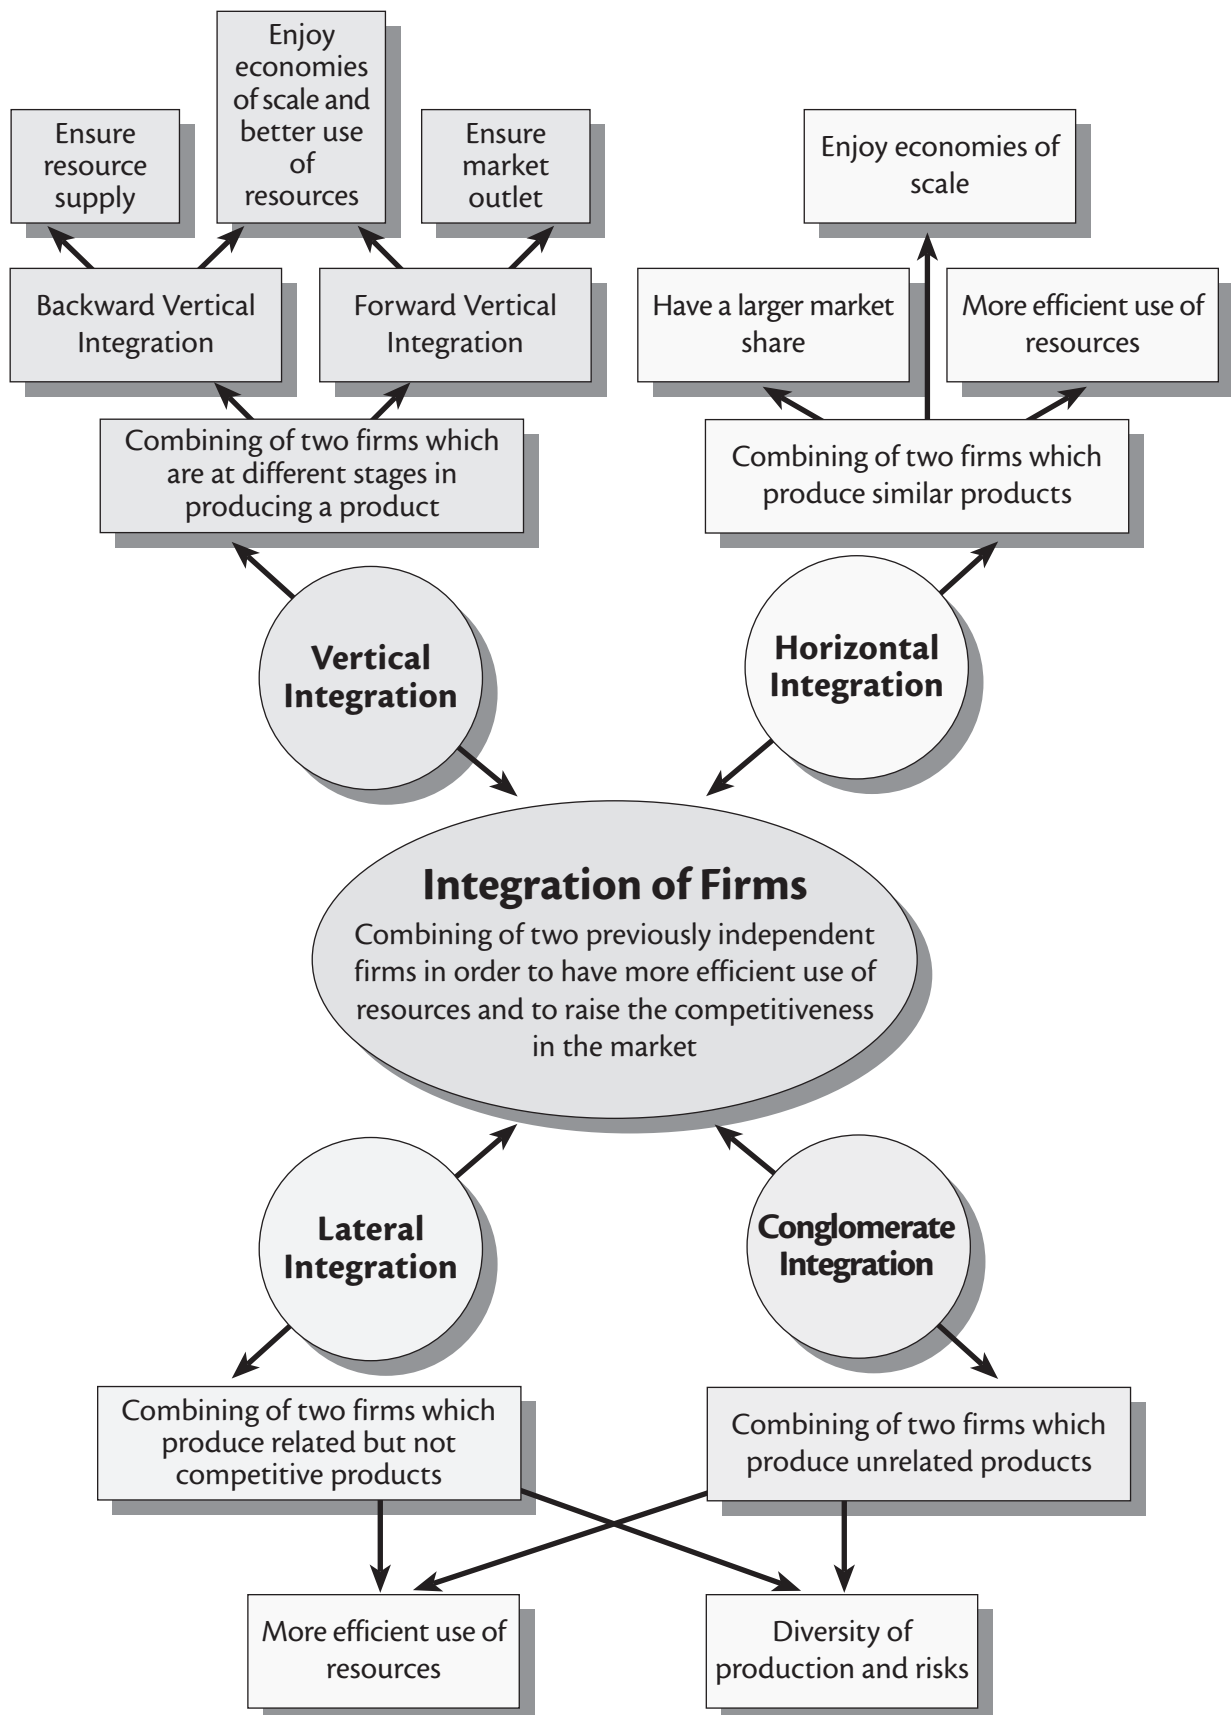 Enjoy
economies
of scale and
better use
of
resources
Ensure
resource
supply
Ensure
market
outlet
Enjoy economies of
scale
Backward Vertical
Integration
Forward Vertical
Integration
Have a larger market
share
More efficient use of
resources
Combining of two firms which
are at different stages in
producing a product
Combining of two firms which
produce similar products
Vertical
Integration
Horizontal
Integration
Integration of Firms
Combining of two previously independent
firms in order to have more efficient use of
resources and to raise the competitiveness
in the market
Lateral
Integration
Conglomerate
Integration
Combining of two firms which
produce related but not
competitive products
Combining of two firms which
produce unrelated products
More efficient use of
resources
Diversity of
production and risks